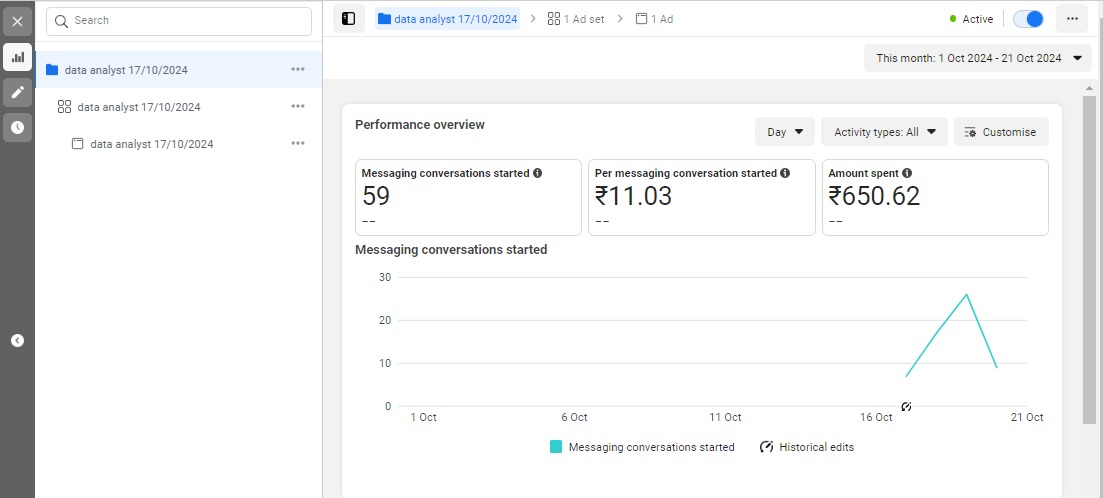 Search
data analyst 17/10/2024
data analyst 17/10/2024
data analyst 17/10/2024
data analyst 17/10/2024 > 1 Ad set > 1 Ad
Active
This month: 1 Oct 2024 - 21 Oct 2024
Performance overview
Day
Activity types: All
Customise
Messaging conversations started
59
--
Per messaging conversation started
₹11.03
--
Amount spent
₹650.62
--
Messaging conversations started
30
20
10
0
1 Oct 6 Oct 11 Oct 16 Oct 21 Oct
Messaging conversations started Historical edits